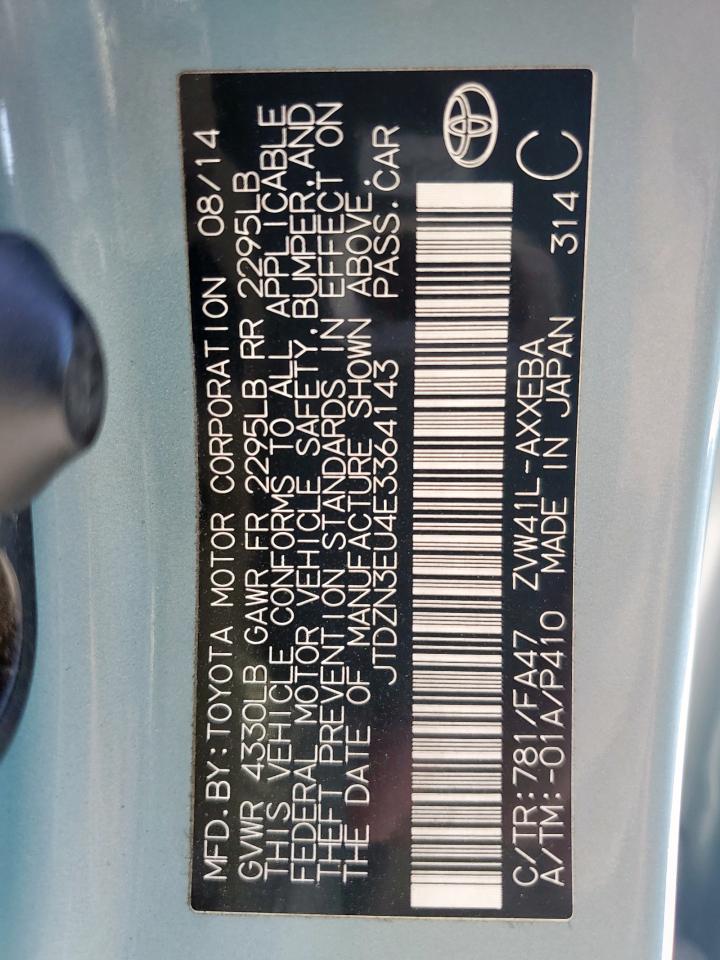 MFD.BY:TOYOTA MOTOR CORPORATION 08/14
GVWR 4330LB GAWR FR 2295LB RR 2295LB
THIS VEHICLE CONFORMS TO ALL APPLICABLE
FEDERAL MOTOR VEHICLE SAFETY,BUMPER,AND
THEFT PREVENTION STANDARDS IN EFFECT ON
THE DATE OF MANUFACTURE SHOWN ABOVE.
JTDZN3EU4E3364143 PASS.CAR
C/TR:781/FA47 ZVW41L-AXXEBA
A/TM:-01A/P410 MADE IN JAPAN 314
C